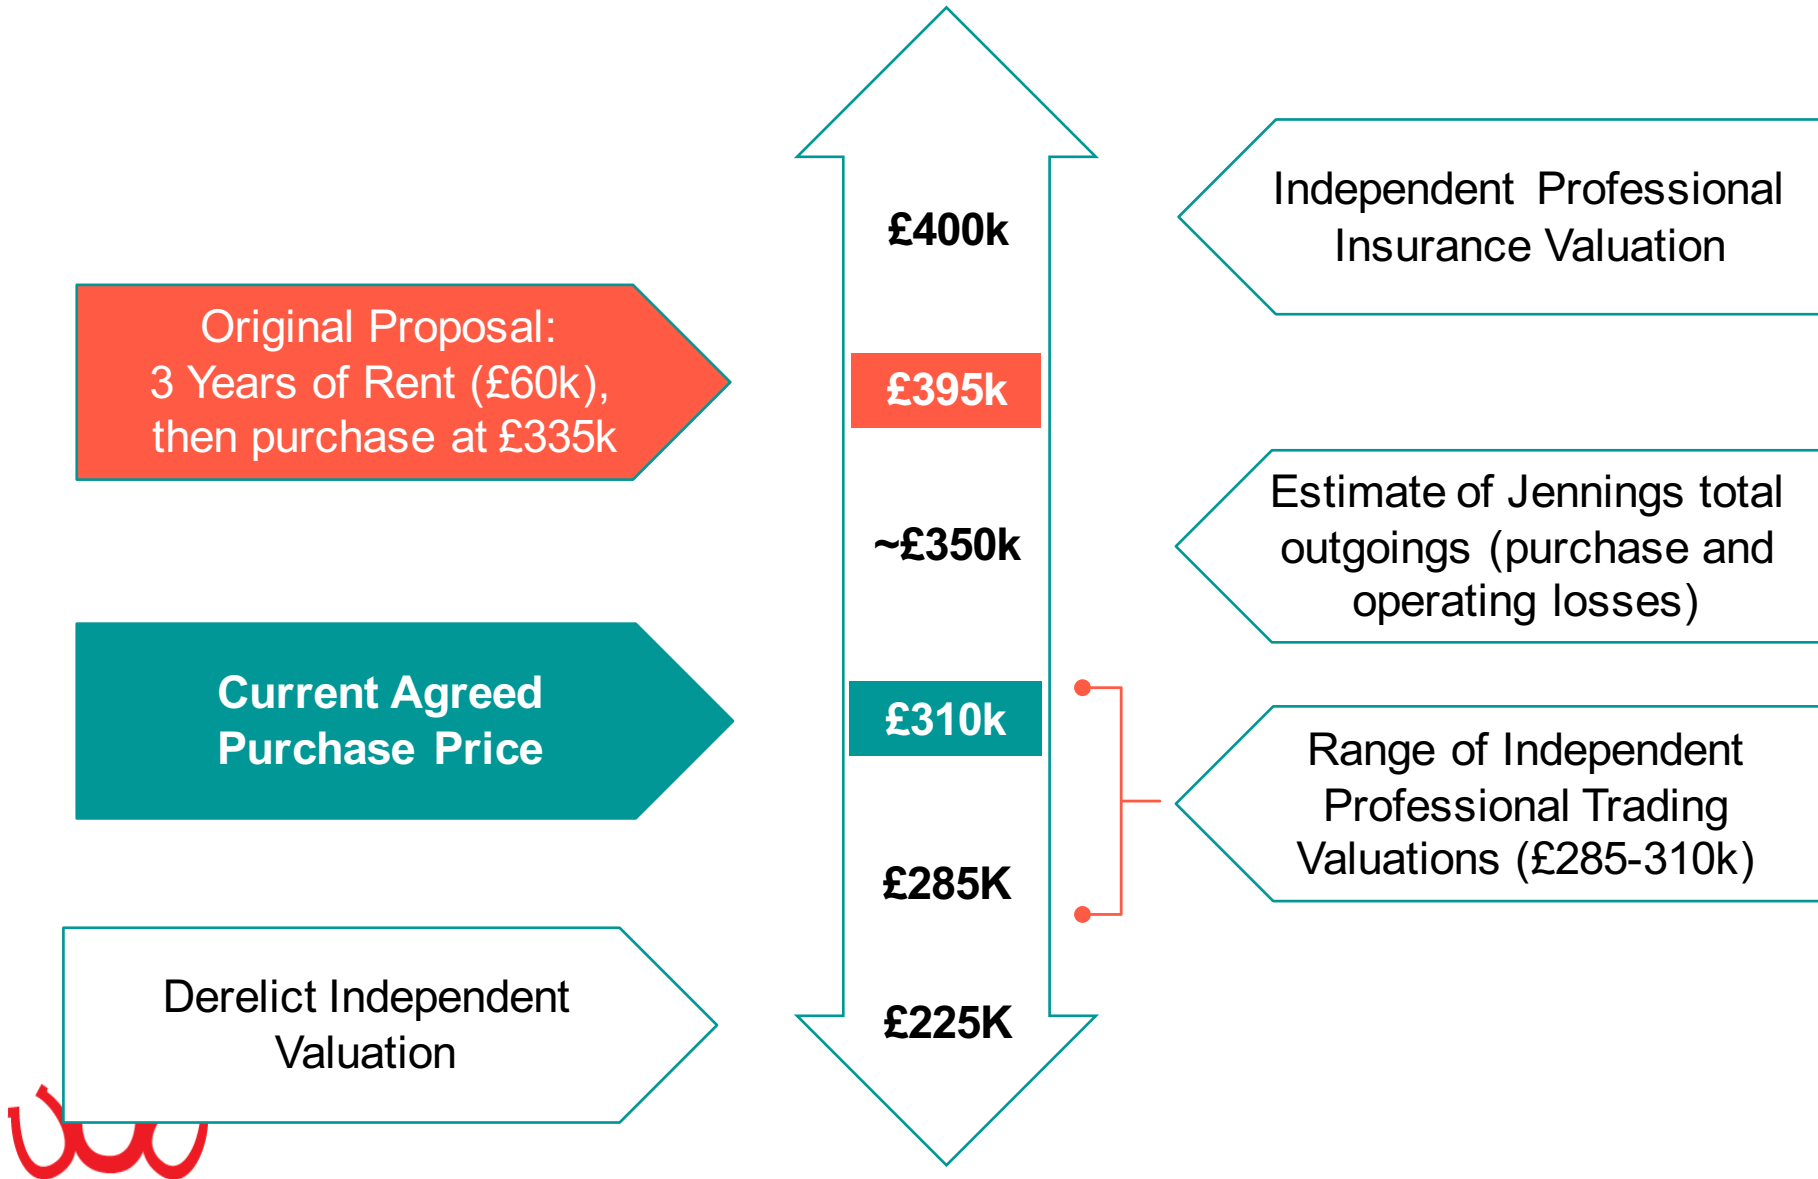 £400k
Independent Professional
Insurance Valuation
Original Proposal:
3 Years of Rent (£60k),
then purchase at £335k
£395k
~£350k
Estimate of Jennings total
outgoings (purchase and
operating losses)
Current Agreed
Purchase Price
£310k
Range of Independent
Professional Trading
Valuations (£285-310k)
£285K
Derelict Independent
Valuation
£225K